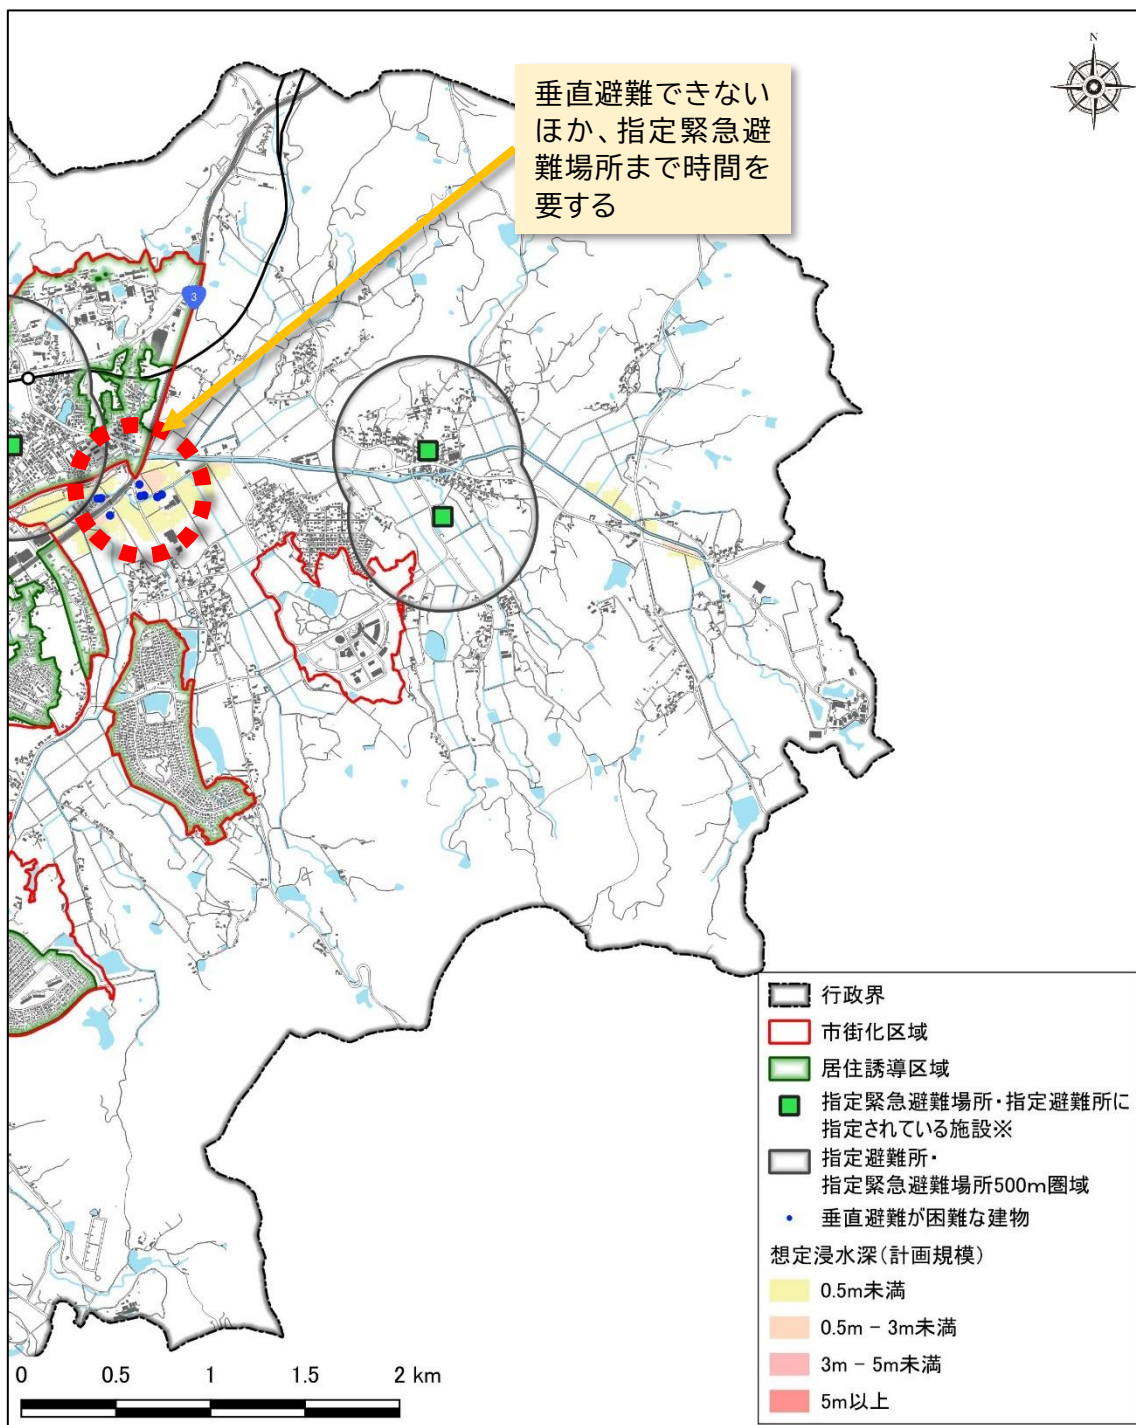 N
垂直避難できない
ほか、指定緊急避
難場所まで時間を
要する
3
行政界
市街化区域
居住誘導区域
指定緊急避難場所・指定避難所に
指定されている施設※
指定避難所・
指定緊急避難場所500m圏域
垂直避難が困難な建物
想定浸水深(計画規模)
0.5m未満
0.5m - 3m未満
3m - 5m未満
5m以上
0 0.5 1 1.5 2 km